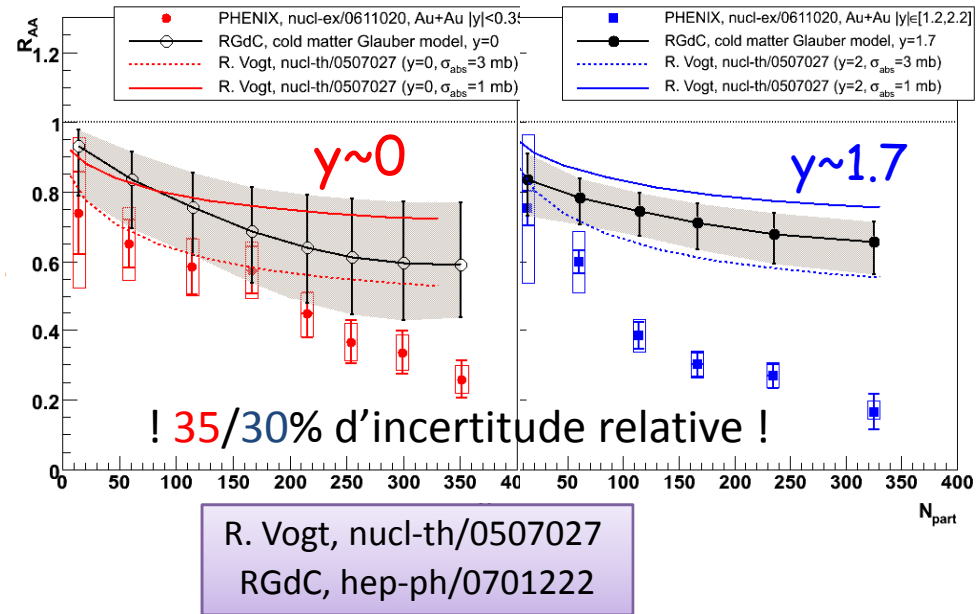 PHENIX, nucl-ex/0611020, Au+Au |y|<0.35
RGdC, cold matter Glauber model, y=0
R. Vogt, nucl-th/0507027 (y=0, σabs=3 mb)
R. Vogt, nucl-th/0507027 (y=0, σabs=1 mb)
PHENIX, nucl-ex/0611020, Au+Au |y|∈[1.2,2.2]
RGdC, cold matter Glauber model, y=1.7
R. Vogt, nucl-th/0507027 (y=2, σabs=3 mb)
R. Vogt, nucl-th/0507027 (y=2, σabs=1 mb)
RAA
1.2
1
0.8
0.6
0.4
0.2
0
y~0
y~1.7
! 35/30% d'incertitude relative !
0 50 100 150 200 250 300 350 40
50 100 150 200 250 300 350 400
Npart
R. Vogt, nucl-th/0507027
RGdC, hep-ph/0701222